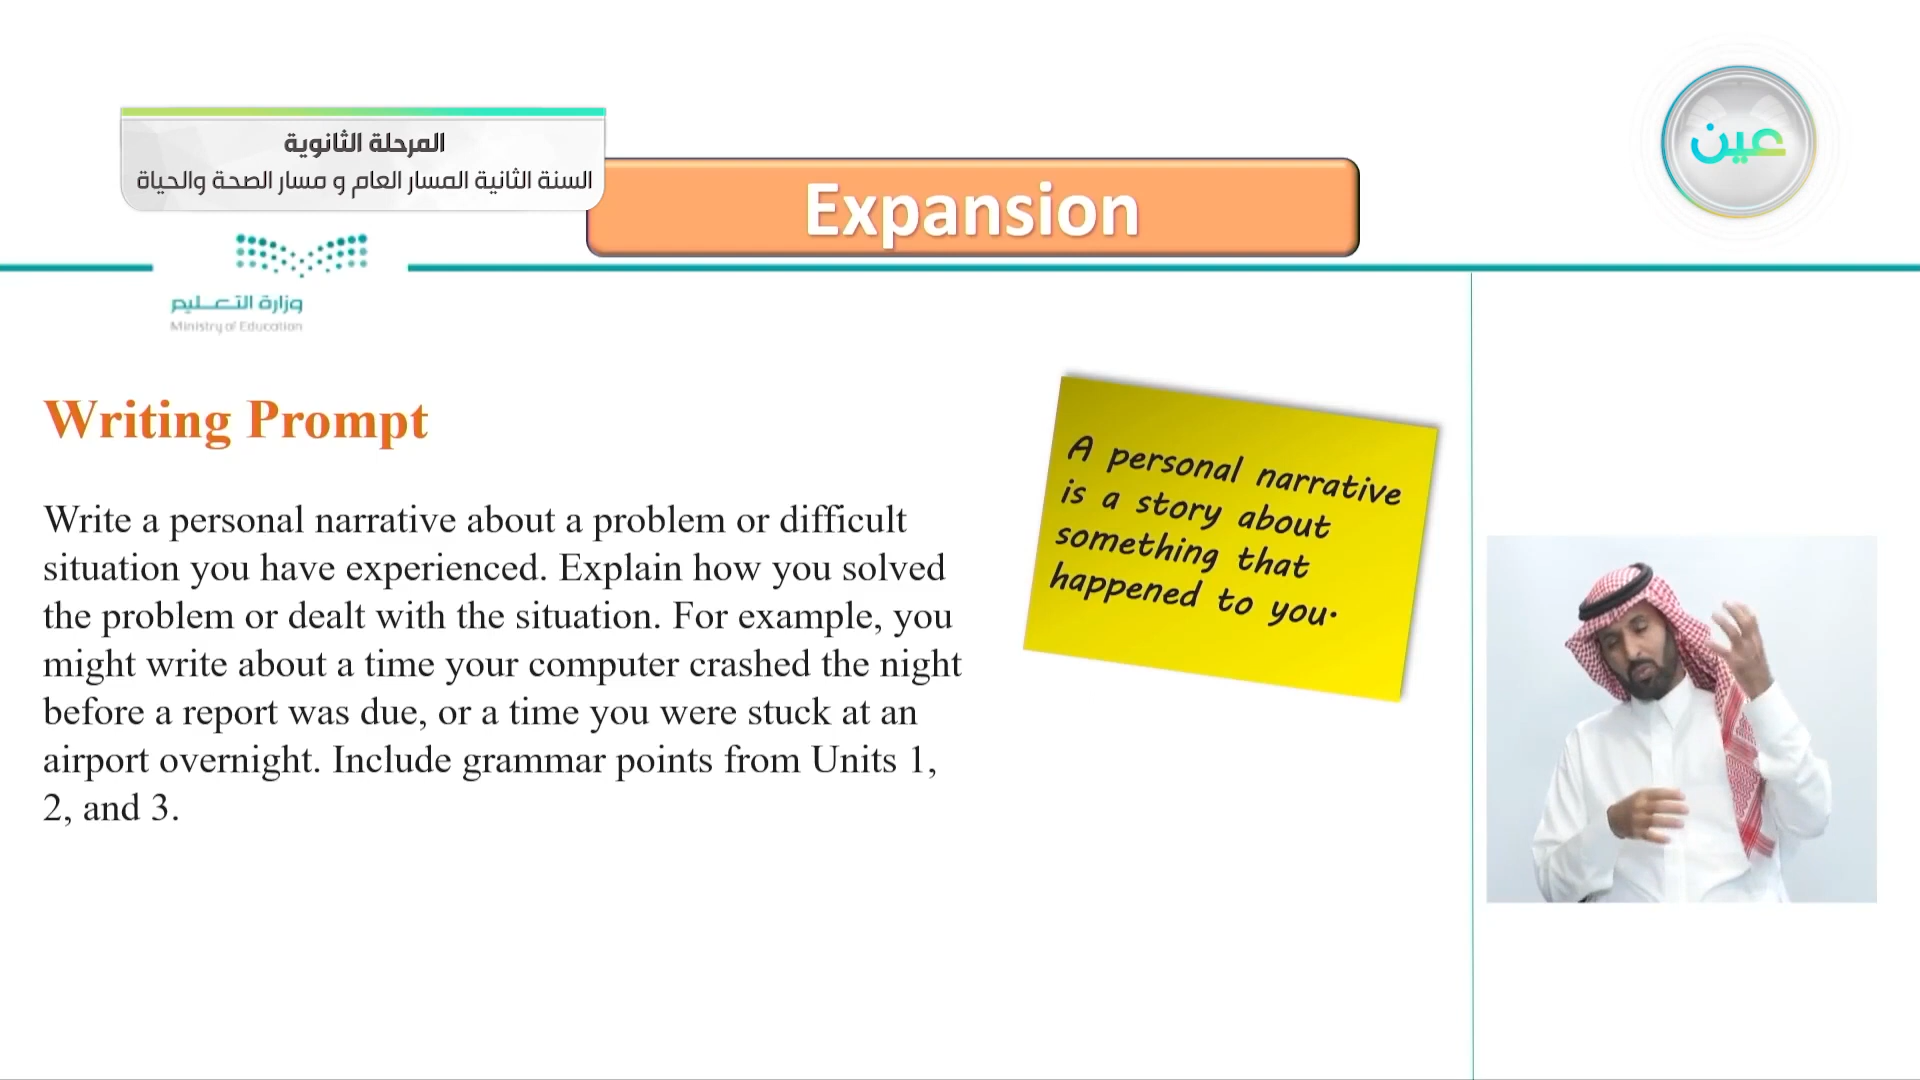 المرحلة الثانوية
السنة الثانية المسار العام و مسار الصحة والحياة
Expansion
عين
وزارة التعليم
Ministry of Education
Writing Prompt
Write a personal narrative about a problem or difficult
situation you have experienced. Explain how you solved
the problem or dealt with the situation. For example, you
might write about a time your computer crashed the night
before a report was due, or a time you were stuck at an
airport overnight. Include grammar points from Units 1,
2, and 3.
A personal narrative
is a story about
something that
happened to you.